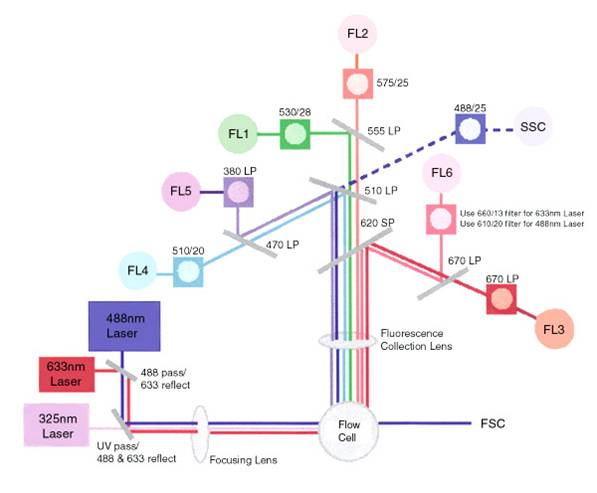 FL2
575/25
530/28
488/25
FL1
555 LP
SSC
380 LP
FL6
FL5
510 LP
Use 660/13 filter for 633nm Laser
Use 610/20 filter for 488nm Laser
620 SP
510/20
470 LP
FL4
670 LP
670 LP
488nm
Laser
FL3
Fluorescence
Collection Lens
633nm
Laser
488 pass/
633 reflect
325nm
Laser
Flow
Cell
FSC
UV pass/
488 & 633 reflect
Focusing Lens